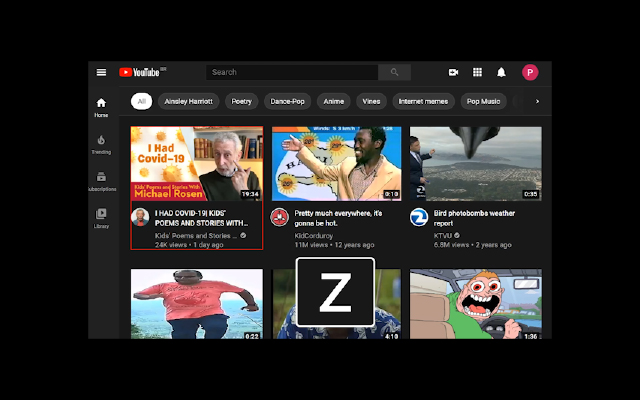 YouTube
Search
P
All
Ainsley Harriott
Poetry
Dance-Pop
Anime
Vines
Internet memes
Pop Music
Home
Trending
Subscriptions
Library
I Had
Covid-19
Kids' Poems and Stories With
Michael Rosen
19:34
0:10
0:35
I HAD COVID-19| KIDS'
POEMS AND STORIES WITH...
Kids' Poems and Stories ...
24K views • 1 day ago
Pretty much everywhere, it's
gonna be hot.
KidCorduroy
11M views • 12 years ago
Bird photobombs weather
report
KTVU
6.8M views • 2 years ago
0:22
Z
4:10
1:36